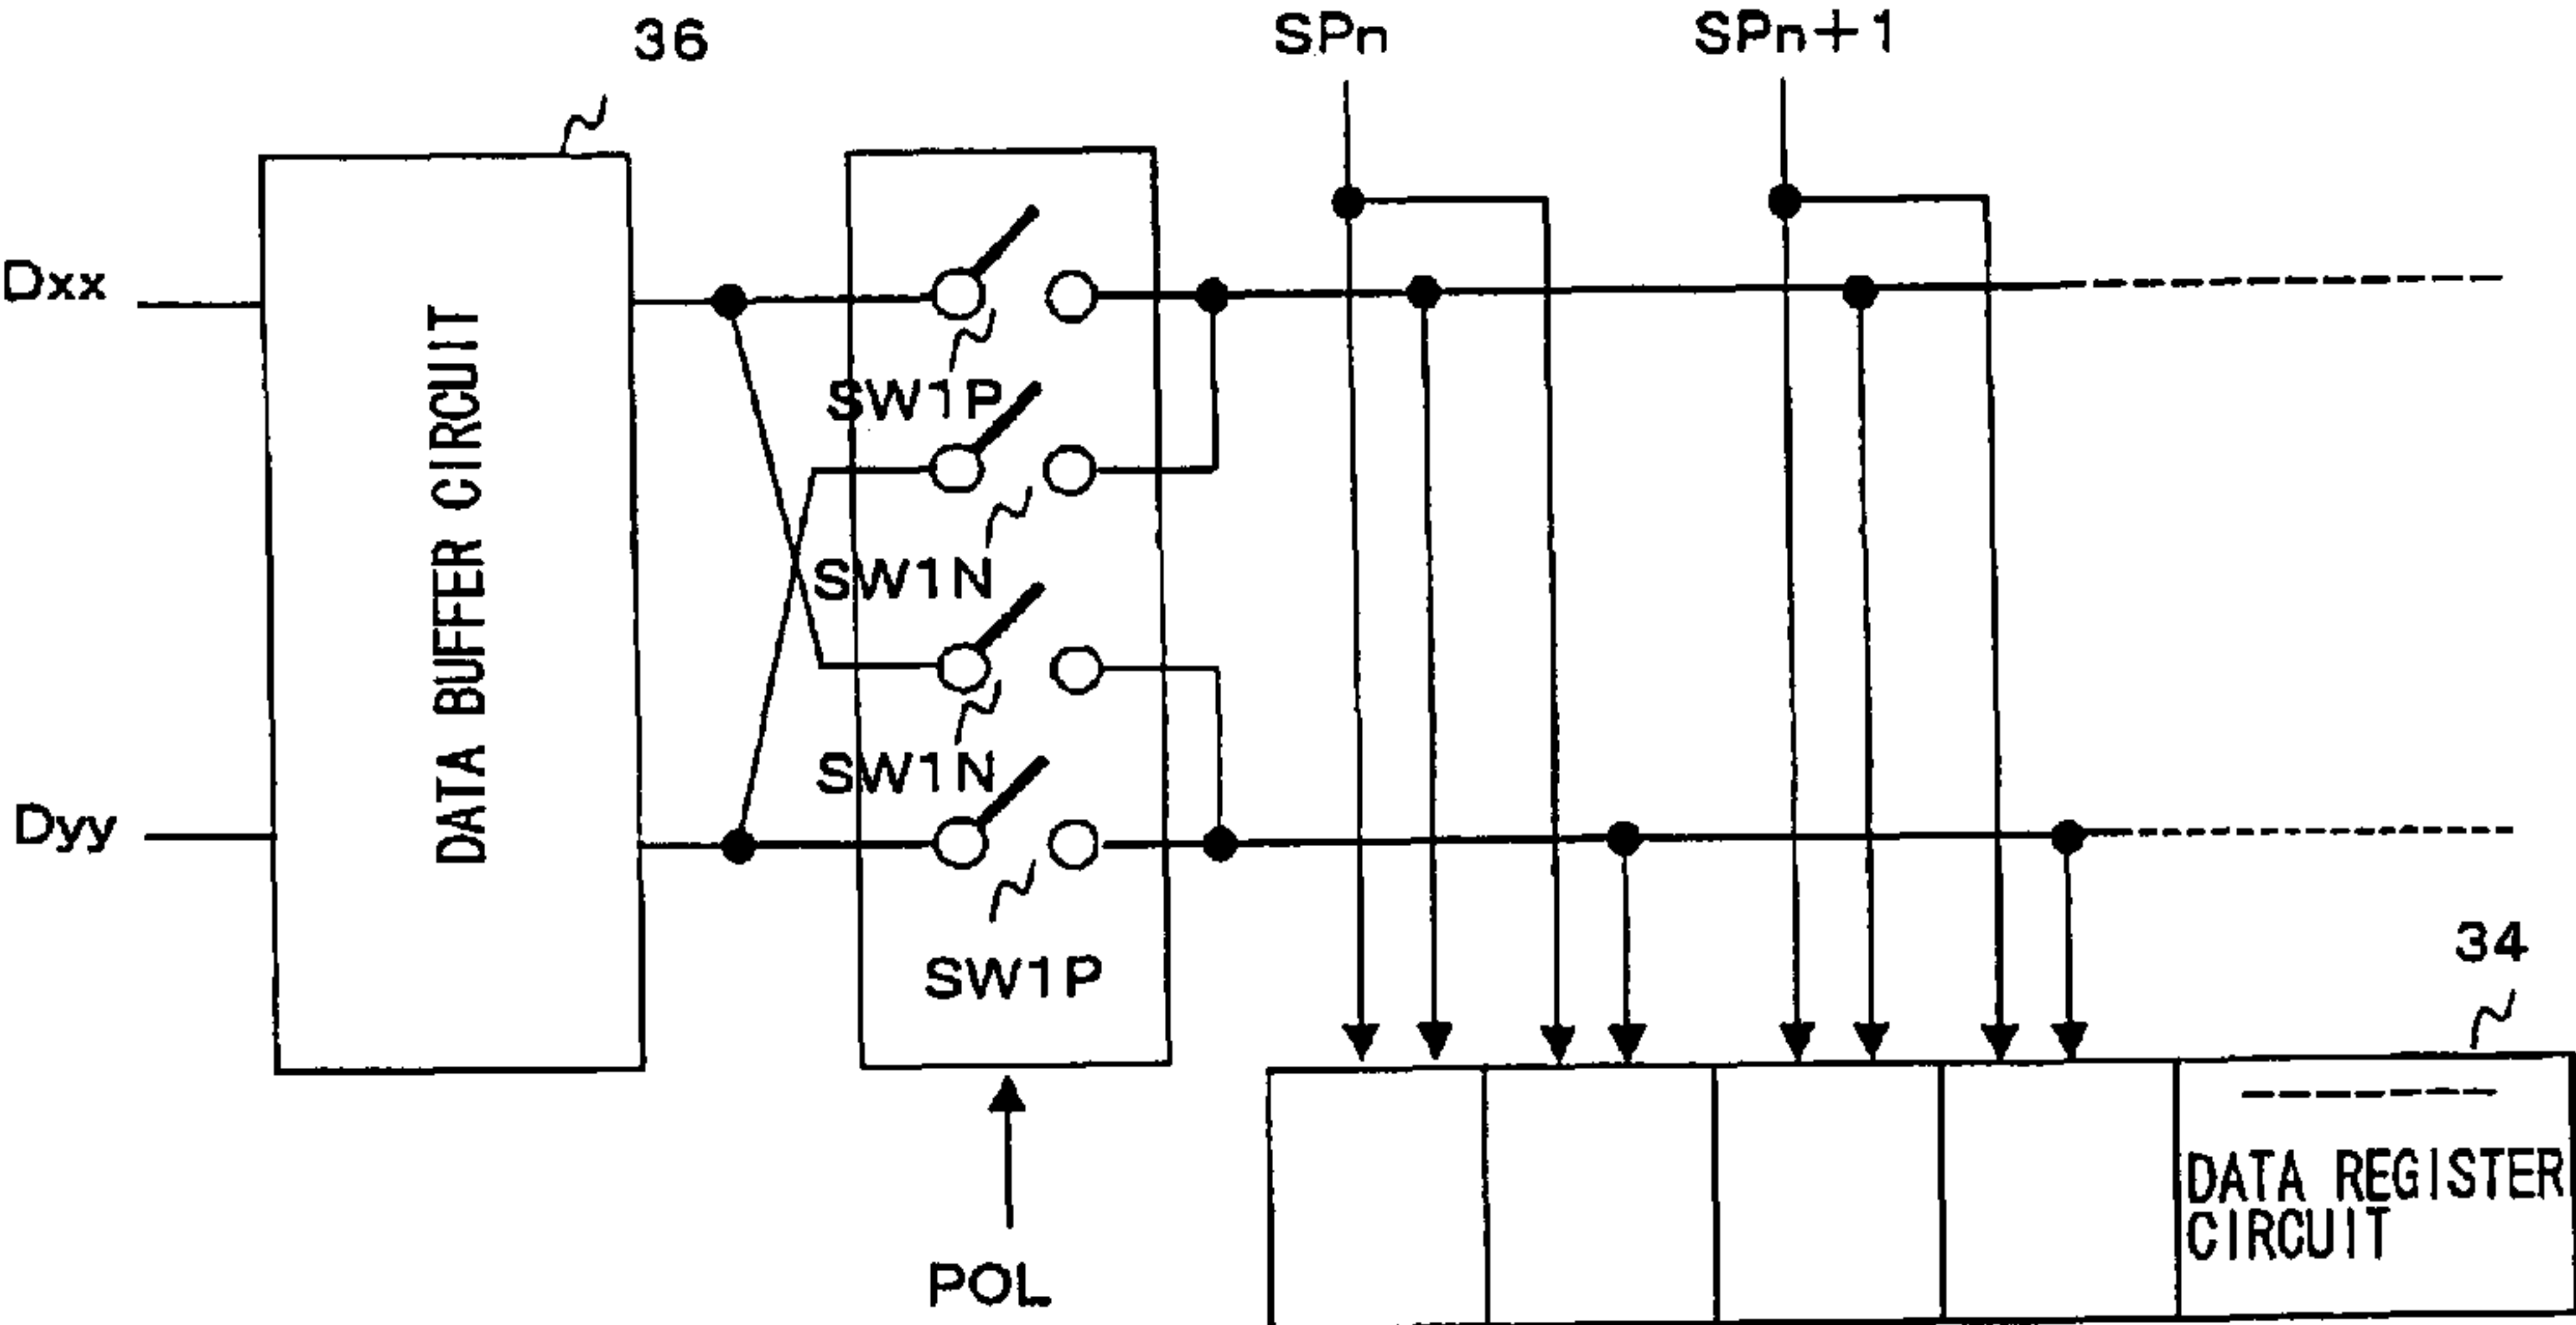 36
SPn
SPn+1
Dxx
DATA BUFFER CIRCUIT
SW1P
SW1N
SW1N
Dyy
SW1P
34
POL
DATA REGISTER
CIRCUIT